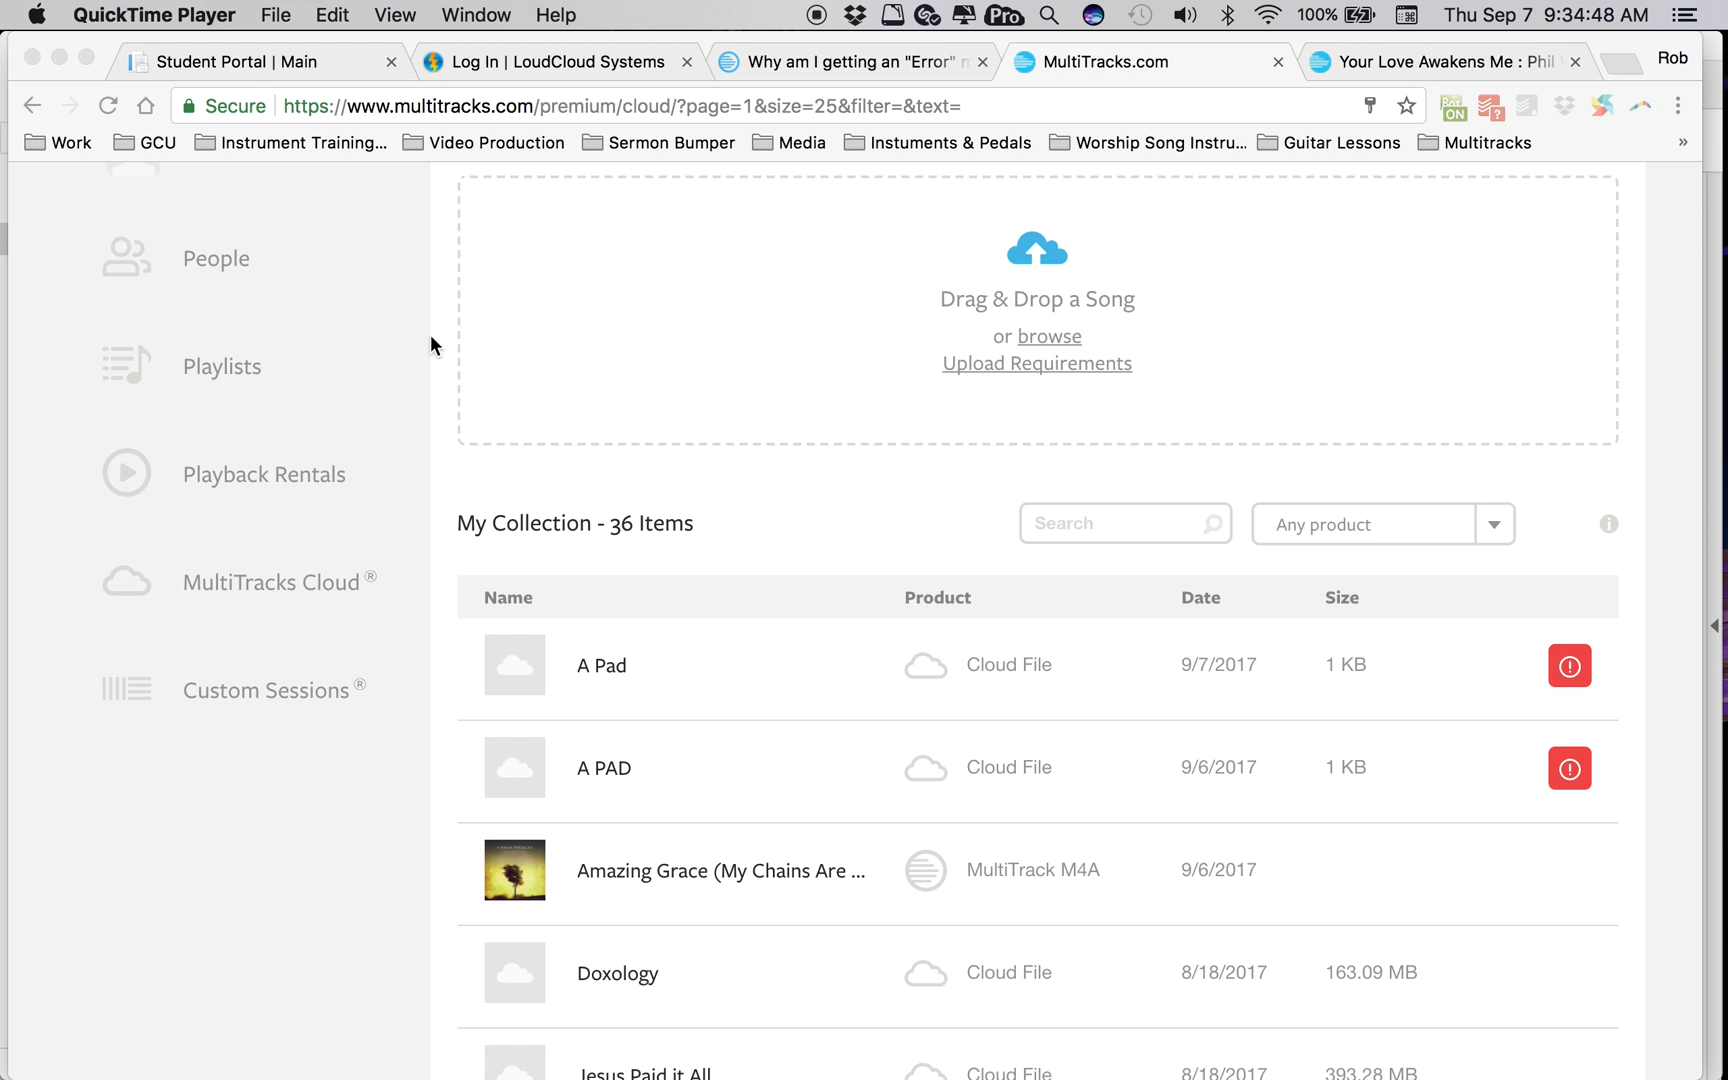 QuickTime Player File Edit View Window Help Pro 100% Thu Sep 7 9:34:48 AM
Student Portal | Main Log In | LoudCloud Systems Why am I getting an "Error" MultiTracks.com Your Love Awakens Me : Phil Rob
Secure https://www.multitracks.com/premium/cloud/?page=1&size=25&filter=&text= ON ?
Work GCU Instrument Training... Video Production Sermon Bumper Media Instuments & Pedals Worship Song Instru... Guitar Lessons Multitracks »
People
Playlists
Playback Rentals
MultiTracks Cloud ®
Custom Sessions ®
Drag & Drop a Song
or browse
Upload Requirements
My Collection - 36 Items Search Any product
Name Product Date Size
A Pad Cloud File 9/7/2017 1 KB
A PAD Cloud File 9/6/2017 1 KB
Amazing Grace (My Chains Are ... MultiTrack M4A 9/6/2017
Doxology Cloud File 8/18/2017 163.09 MB
Jesus Paid it All Cloud File 8/18/2017 393.28 MB